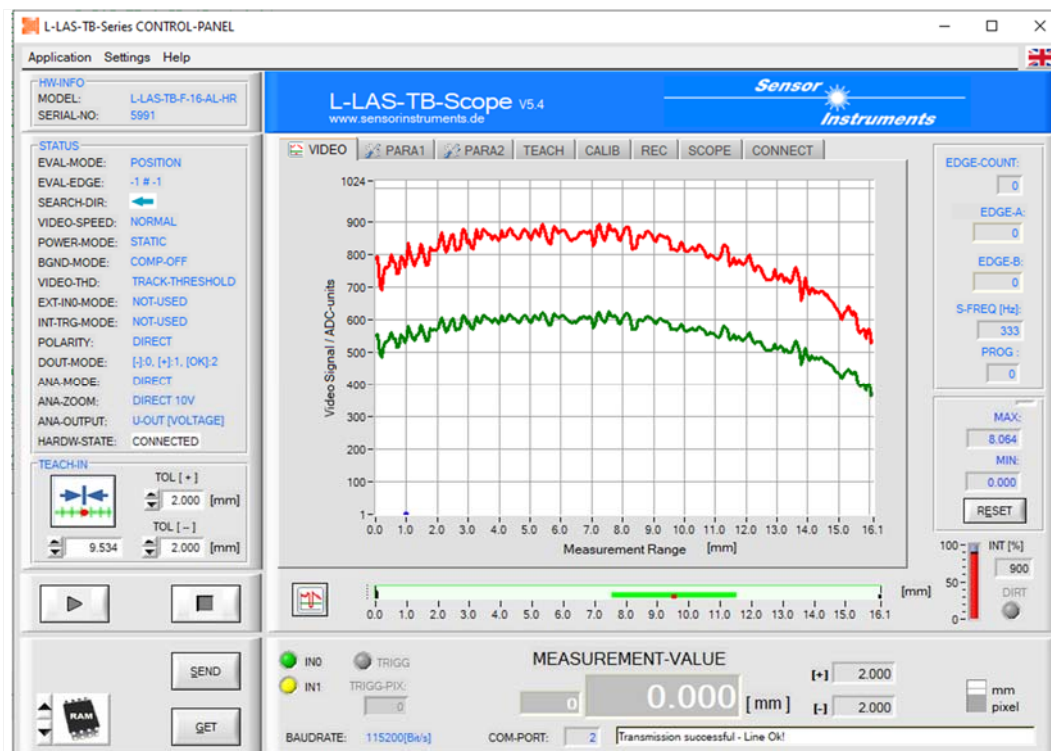 L-LAS-TB-Series CONTROL-PANEL
Application Settings Help
HW-INFO
MODEL: L-LAS-TB-F-16-AL-HR
SERIAL-NO: 5991
L-LAS-TB-Scope V5.4
www.sensorinstruments.de
Sensor
Instruments
STATUS
EVAL-MODE: POSITION
EVAL-EDGE: -1 # -1
SEARCH-DIR:
VIDEO-SPEED: NORMAL
POWER-MODE: STATIC
BGND-MODE: COMP-OFF
VIDEO-THD: TRACK-THRESHOLD
EXT-IN0-MODE: NOT-USED
INT-TRG-MODE: NOT-USED
POLARITY: DIRECT
DOUT-MODE: [-]:0, [+]:1, [OK]:2
ANA-MODE: DIRECT
ANA-ZOOM: DIRECT 10V
ANA-OUTPUT: U-OUT [VOLTAGE]
HARDW-STATE: CONNECTED
TEACH-IN
TOL [ + ]
2.000 [mm]
TOL [ – ]
9.534 2.000 [mm]
VIDEO PARA1 PARA2 TEACH CALIB REC SCOPE CONNECT
Video Signal / ADC-units
1024
900
800
700
600
500
400
300
200
100
1
0.0 1.0 2.0 3.0 4.0 5.0 6.0 7.0 8.0 9.0 10.0 11.0 12.0 13.0 14.0 15.0 16.1
Measurement Range [mm]
EDGE-COUNT:
0
EDGE-A:
0
EDGE-B:
0
S-FREQ [Hz]:
333
PROG :
0
MAX:
8.064
MIN:
0.000
RESET
100 INT [%]
900
50 DIRT
0
[mm]
0.0 1.0 2.0 3.0 4.0 5.0 6.0 7.0 8.0 9.0 10.0 11.0 12.0 13.0 14.0 15.0 16.1
SEND
RAM
GET
IN0 TRIGG
IN1 TRIGG-PIX:
0
MEASUREMENT-VALUE
0 0.000 [mm]
[+] 2.000
[-] 2.000
mm
pixel
BAUDRATE: 115200[Bit/s] COM-PORT: 2 Transmission successful - Line Ok!